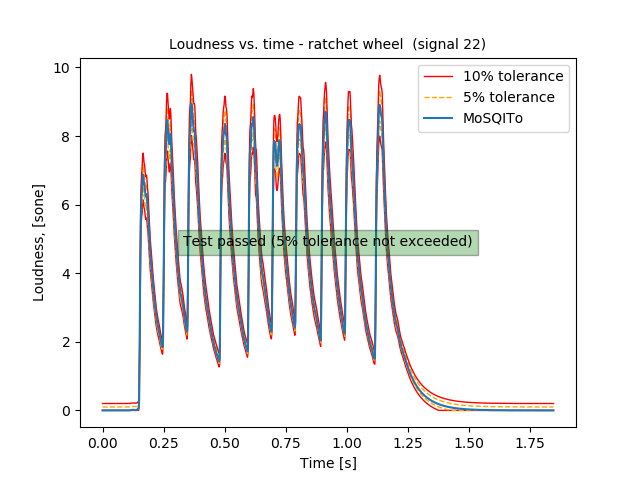 Loudness vs. time - ratchet wheel  (signal 22)
10% tolerance
5% tolerance
MoSQITo
Test passed (5% tolerance not exceeded)
Loudness, [sone]
10
8
6
4
2
0
0.00 0.25 0.50 0.75 1.00 1.25 1.50 1.75
Time [s]